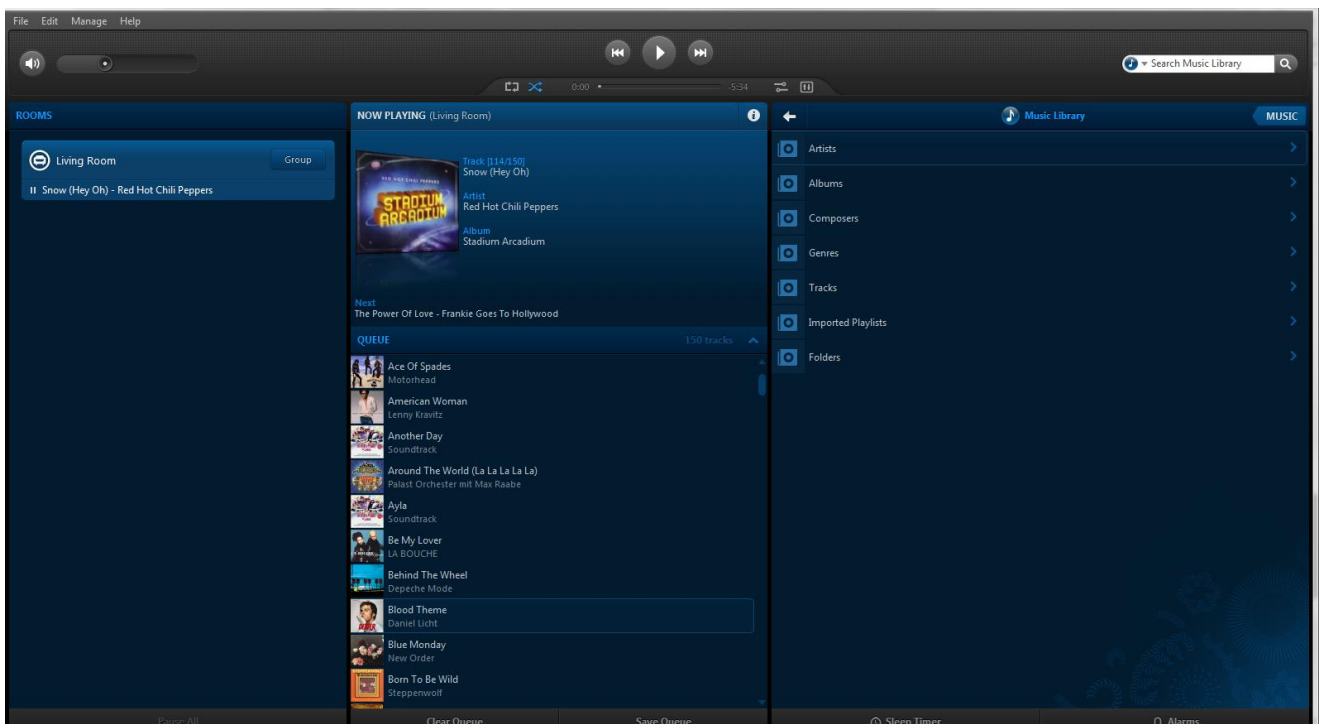 File Edit Manage Help
Search Music Library
0:00
-5:34
ROOMS
Living Room
Group
Snow (Hey Oh) - Red Hot Chili Peppers
Pause All
NOW PLAYING (Living Room)
RED HOT CHILI PEPPERS
STADIUM
ARCADIUM
Track [114/150]
Snow (Hey Oh)
Artist
Red Hot Chili Peppers
Album
Stadium Arcadium
Next
The Power Of Love - Frankie Goes To Hollywood
QUEUE
150 tracks
Ace Of Spades
Motorhead
American Woman
Lenny Kravitz
Another Day
Soundtrack
Around The World (La La La La La)
Palast Orchester mit Max Raabe
Ayla
Soundtrack
Be My Lover
LA BOUCHE
Behind The Wheel
Depeche Mode
Blood Theme
Daniel Licht
Blue Monday
New Order
Born To Be Wild
Steppenwolf
Clear Queue
Save Queue
Music Library
MUSIC
Artists
Albums
Composers
Genres
Tracks
Imported Playlists
Folders
Sleep Timer
Alarms